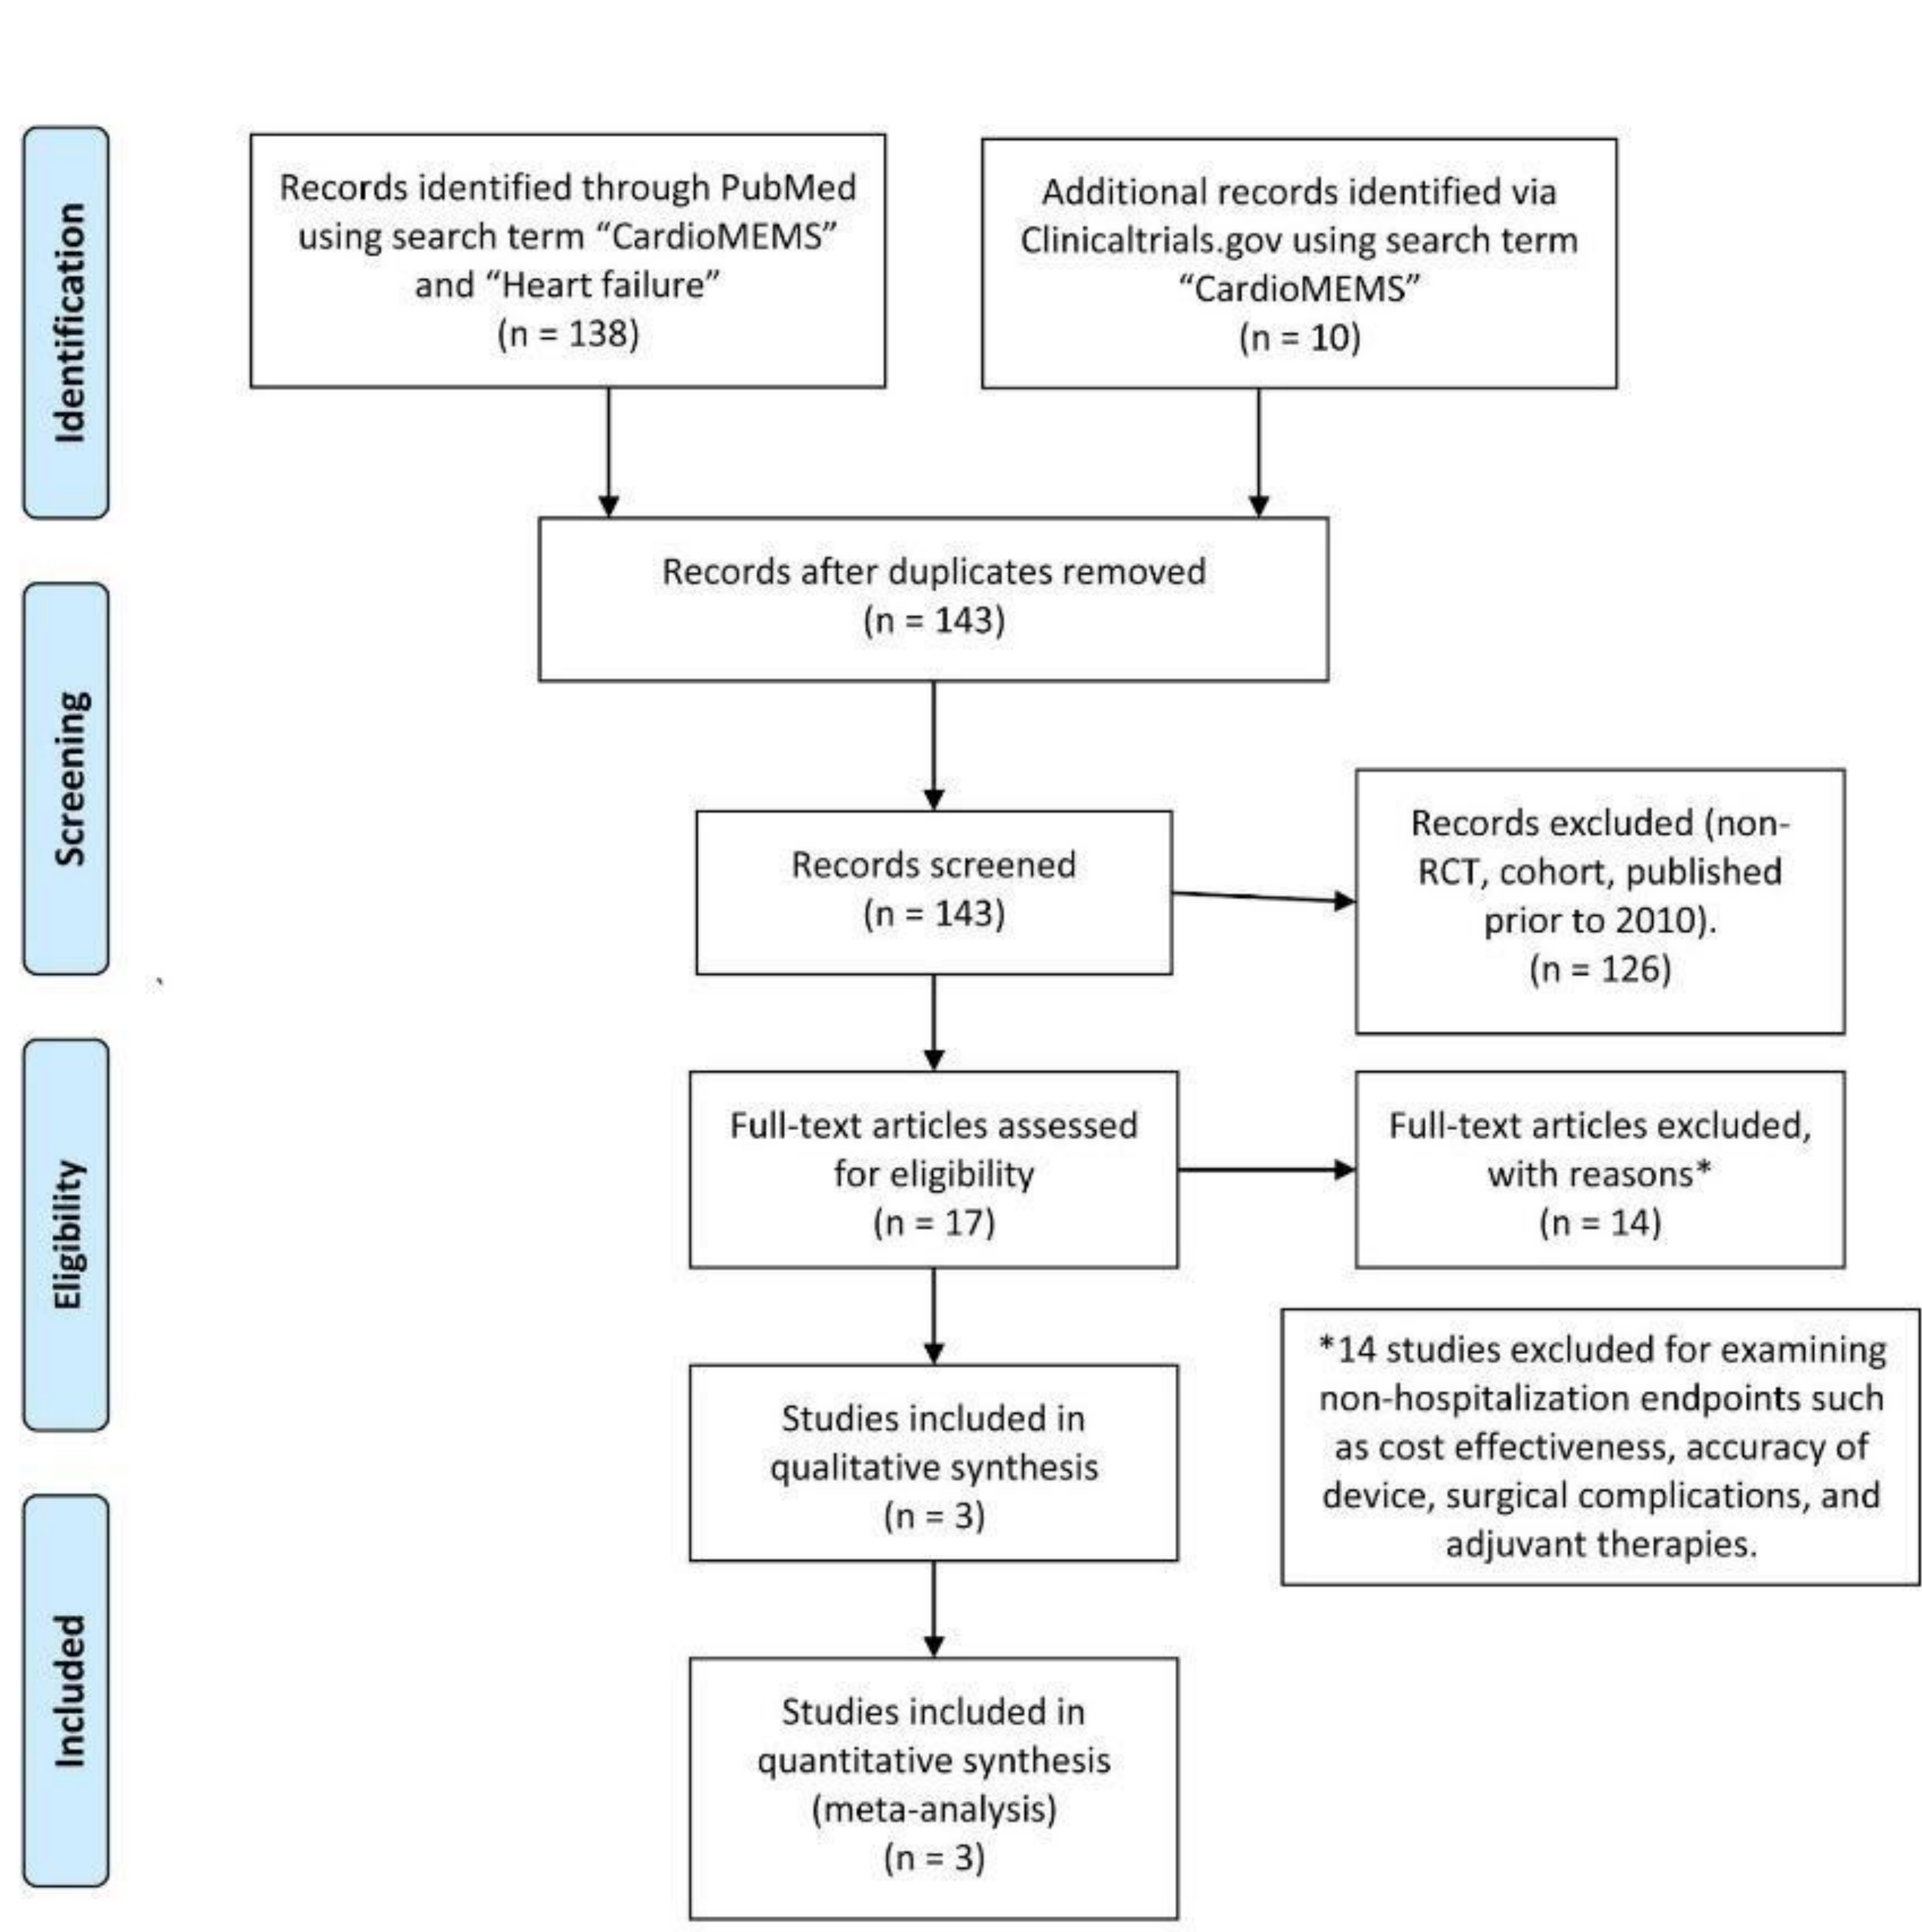 Identification
Records identified through PubMed
using search term “CardioMEMS”
and “Heart failure”
(n = 138)
Additional records identified via
Clinicaltrials.gov using search term
“CardioMEMS”
(n = 10)
Records after duplicates removed
(n = 143)
Screening
Records screened
(n = 143)
Records excluded (non-
RCT, cohort, published
prior to 2010).
(n = 126)
Eligibility
Full-text articles assessed
for eligibility
(n = 17)
Full-text articles excluded,
with reasons*
(n = 14)
*14 studies excluded for examining
non-hospitalization endpoints such
as cost effectiveness, accuracy of
device, surgical complications, and
adjuvant therapies.
Studies included in
qualitative synthesis
(n = 3)
Included
Studies included in
quantitative synthesis
(meta-analysis)
(n = 3)